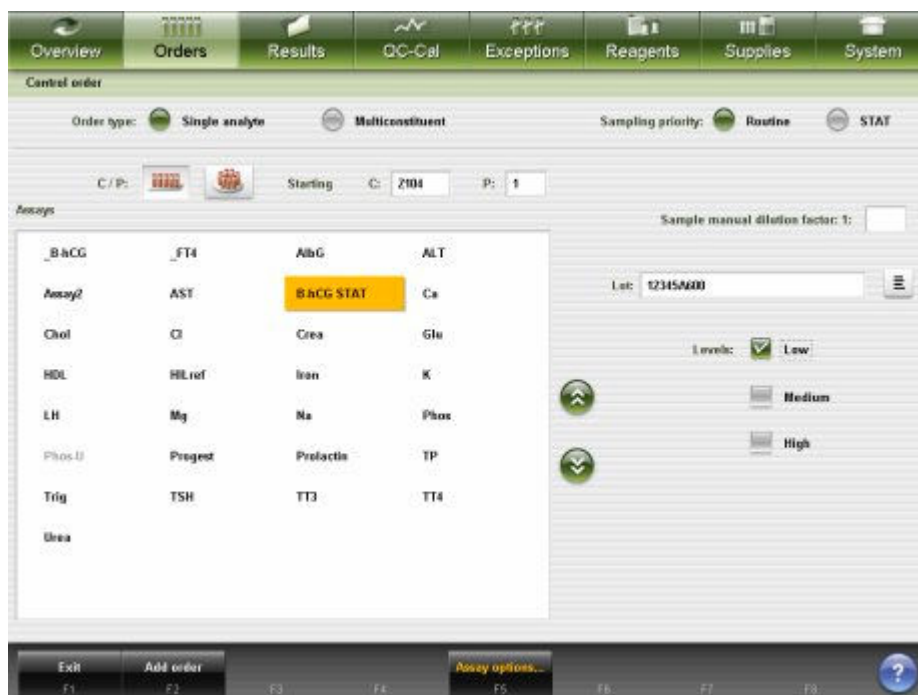 Overview Orders Results QC-Cal Exceptions Reagents Supplies System
Control order
Order type: Single analyte Multiconstituent Sampling priority: Routine STAT
C / P: Starting C: Z104 P: 1
Assays
Sample manual dilution factor: 1:
_B-hCG _FT4 AlbG ALT
Assay2 AST B-hCG STAT Ca
Lot: 12345A600
Chol Cl Crea Glu
Levels: Low
HDL HILref Iron K
Medium
LH Mg Na Phos
High
Phos-U Progest Prolactin TP
Trig TSH TT3 TT4
Urea
Exit Add order Assay options...
F1 F2 F3 F4 F5 F6 F7 F8
?